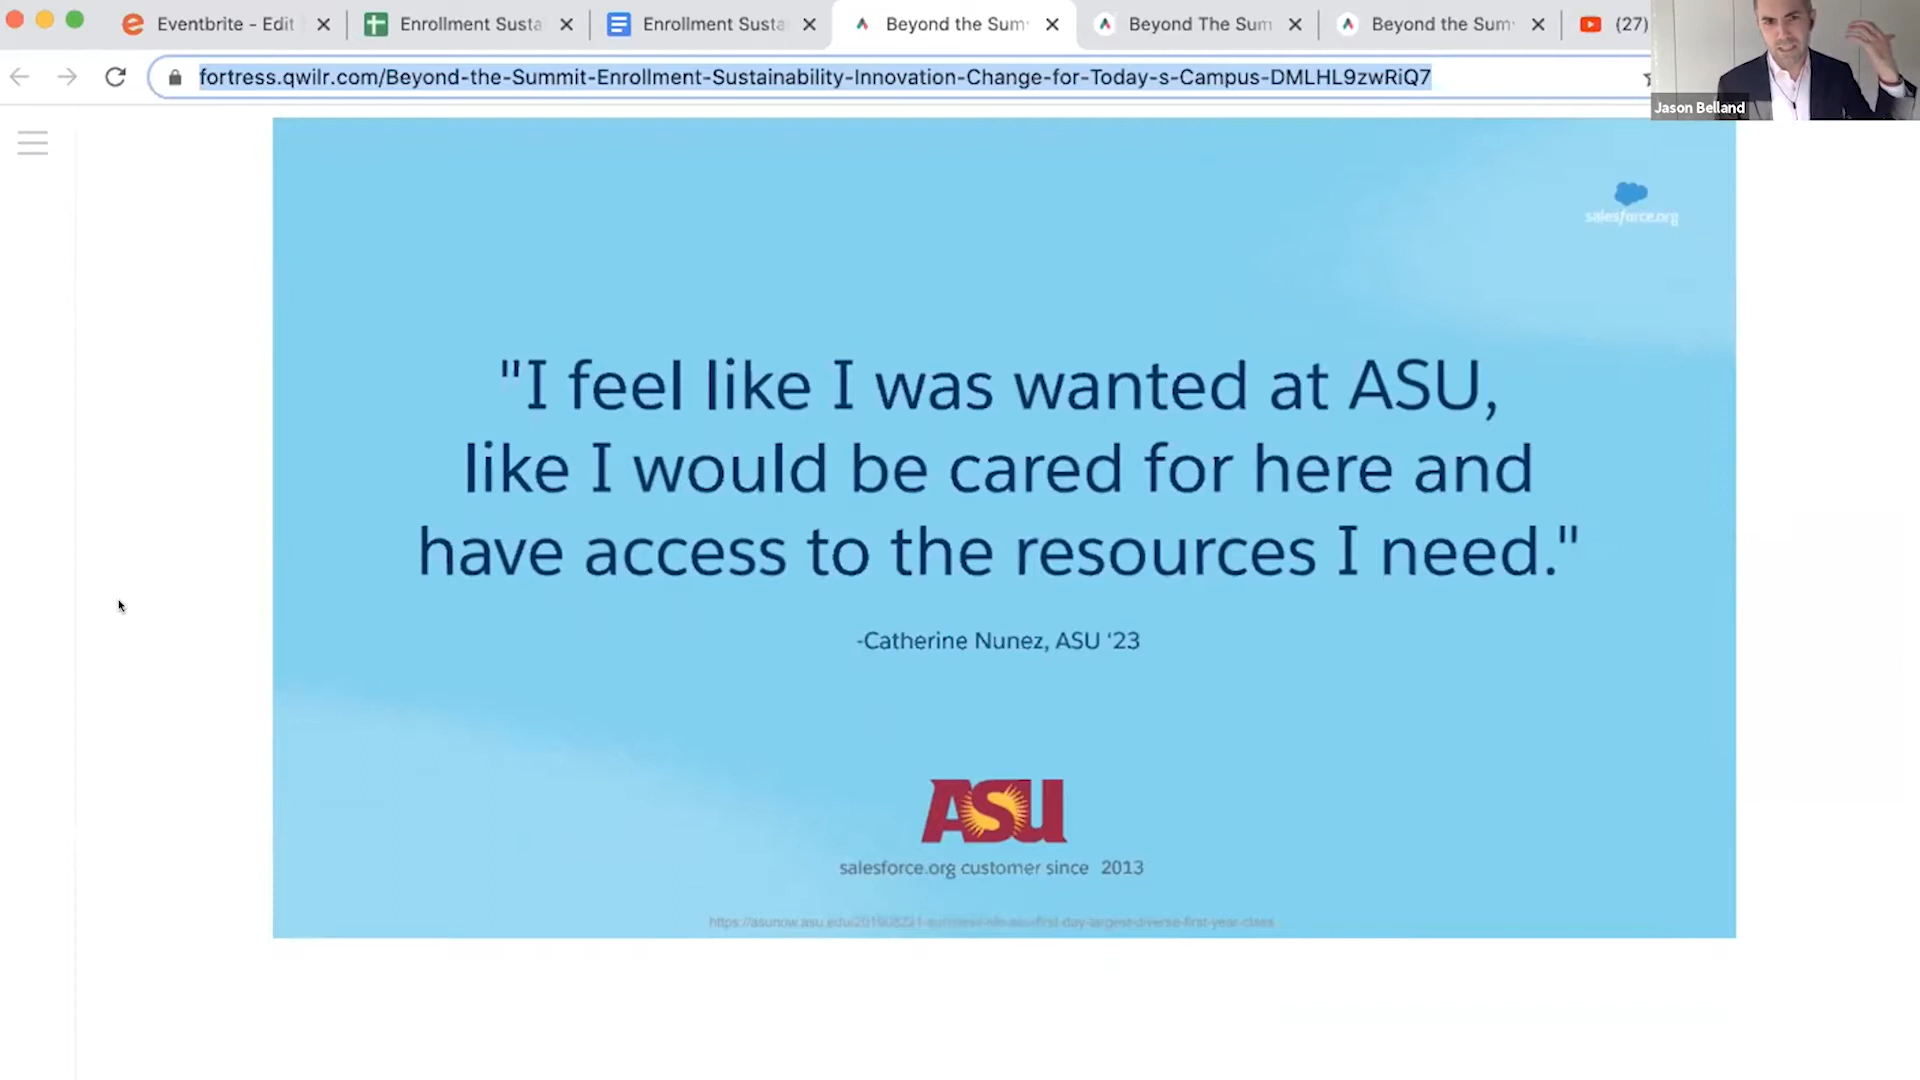 Eventbrite - Edit
Enrollment Susta
Enrollment Susta
Beyond the Sum
Beyond The Sum
Beyond the Sum
(27)
fortress.qwilr.com/Beyond-the-Summit-Enrollment-Sustainability-Innovation-Change-for-Today-s-Campus-DMLHL9zwRiQ7
Jason Belland
salesforce.org
"I feel like I was wanted at ASU,
like I would be cared for here and
have access to the resources I need."
-Catherine Nunez, ASU ‘23
ASU
salesforce.org customer since 2013